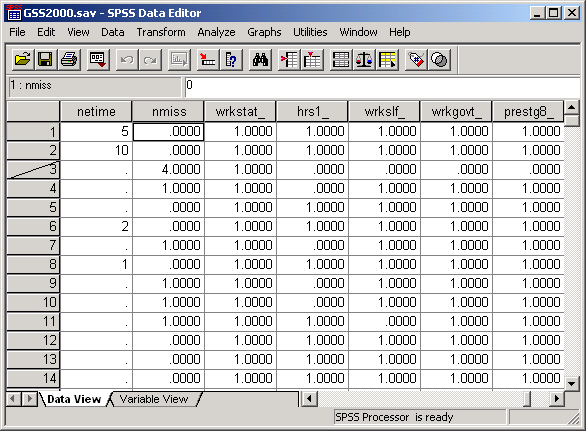 GSS2000.sav - SPSS Data Editor
File Edit View Data Transform Analyze Graphs Utilities Window Help
1 : nmiss 0
netime nmiss wrkstat_ hrs1_ wrkslf_ wrkgovt_ prestg8_
1 5 .0000 1.0000 1.0000 1.0000 1.0000 1.0000
2 10 .0000 1.0000 1.0000 1.0000 1.0000 1.0000
3 . 4.0000 1.0000 .0000 .0000 .0000 .0000
4 . 1.0000 1.0000 .0000 1.0000 1.0000 1.0000
5 . .0000 1.0000 1.0000 1.0000 1.0000 1.0000
6 2 .0000 1.0000 1.0000 1.0000 1.0000 1.0000
7 . 1.0000 1.0000 .0000 1.0000 1.0000 1.0000
8 1 .0000 1.0000 1.0000 1.0000 1.0000 1.0000
9 . 1.0000 1.0000 .0000 1.0000 1.0000 1.0000
10 . 1.0000 1.0000 .0000 1.0000 1.0000 1.0000
11 . 1.0000 1.0000 1.0000 .0000 1.0000 1.0000
12 . .0000 1.0000 1.0000 1.0000 1.0000 1.0000
13 . .0000 1.0000 1.0000 1.0000 1.0000 1.0000
14 . .0000 1.0000 1.0000 1.0000 1.0000 1.0000
Data View Variable View
SPSS Processor is ready